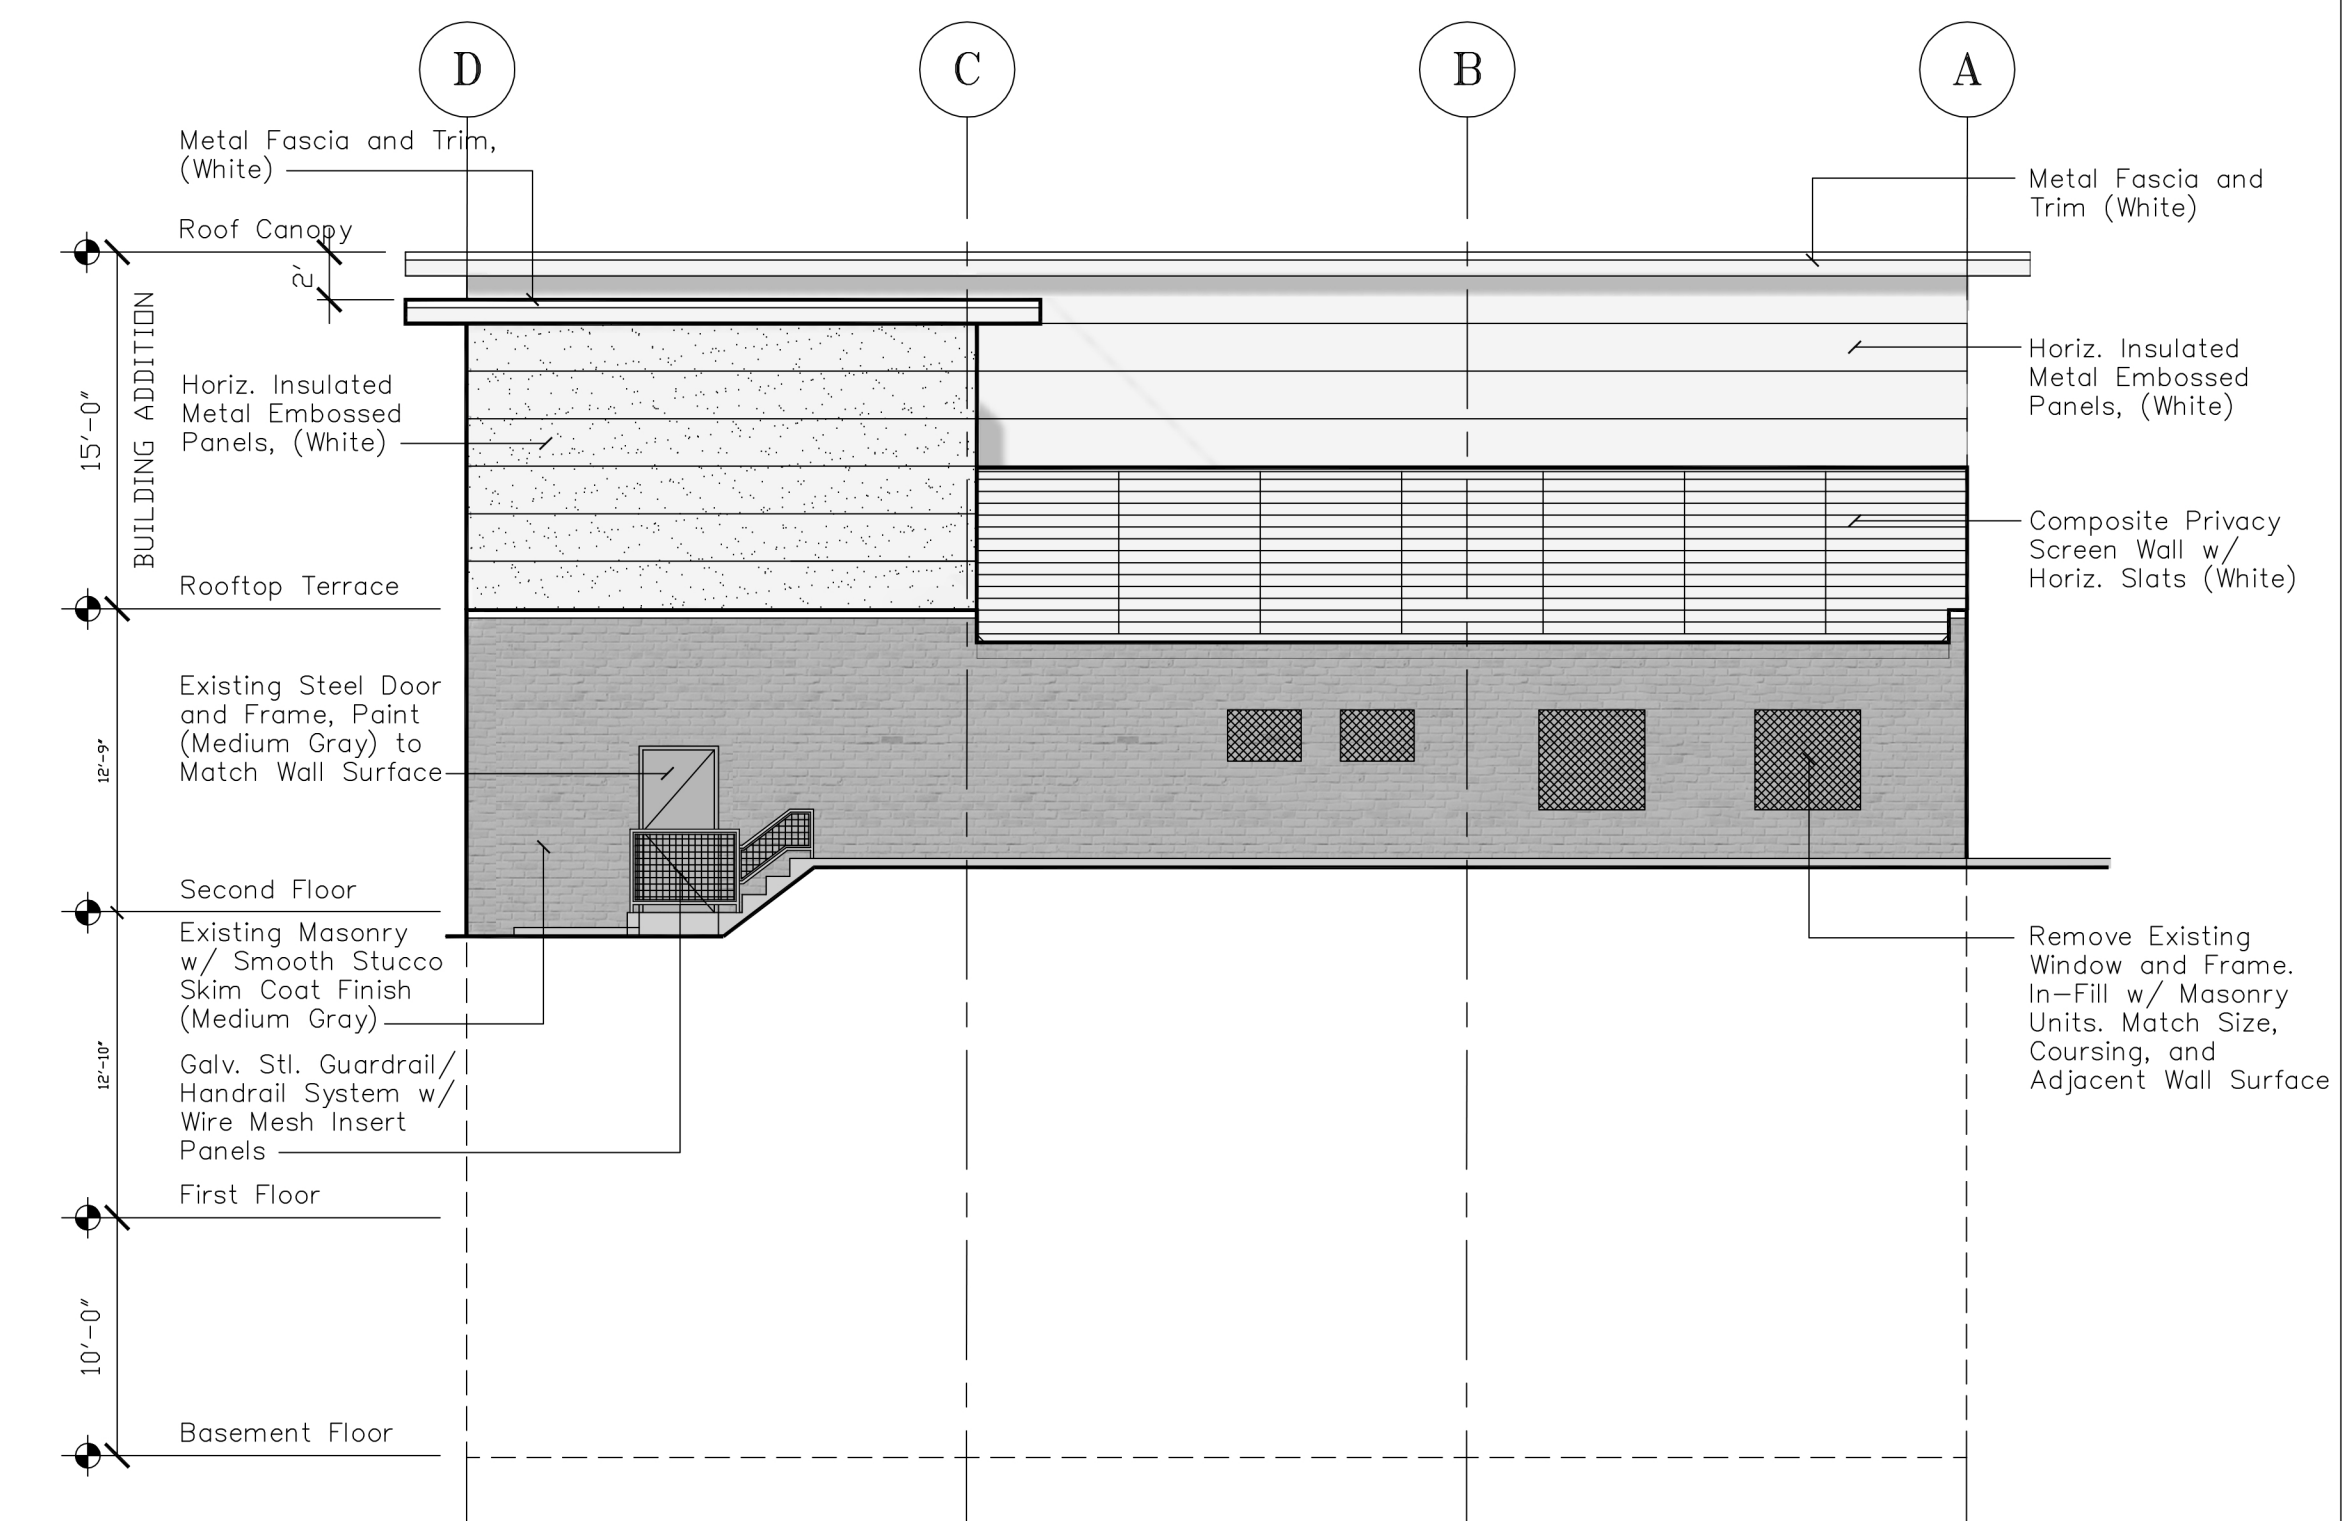 D
C
B
A
Metal Fascia and Trim,
(White)
Roof Canopy
2'
BUILDING ADDITION
15'-0"
Horiz. Insulated
Metal Embossed
Panels, (White)
Rooftop Terrace
Existing Steel Door
and Frame, Paint
(Medium Gray) to
Match Wall Surface
12'-9"
Second Floor
Existing Masonry
w/ Smooth Stucco
Skim Coat Finish
(Medium Gray)
12'-10"
Galv. Stl. Guardrail/
Handrail System w/
Wire Mesh Insert
Panels
First Floor
10'-0"
Basement Floor
Metal Fascia and
Trim (White)
Horiz. Insulated
Metal Embossed
Panels, (White)
Composite Privacy
Screen Wall w/
Horiz. Slats (White)
Remove Existing
Window and Frame.
In-Fill w/ Masonry
Units. Match Size,
Coursing, and
Adjacent Wall Surface